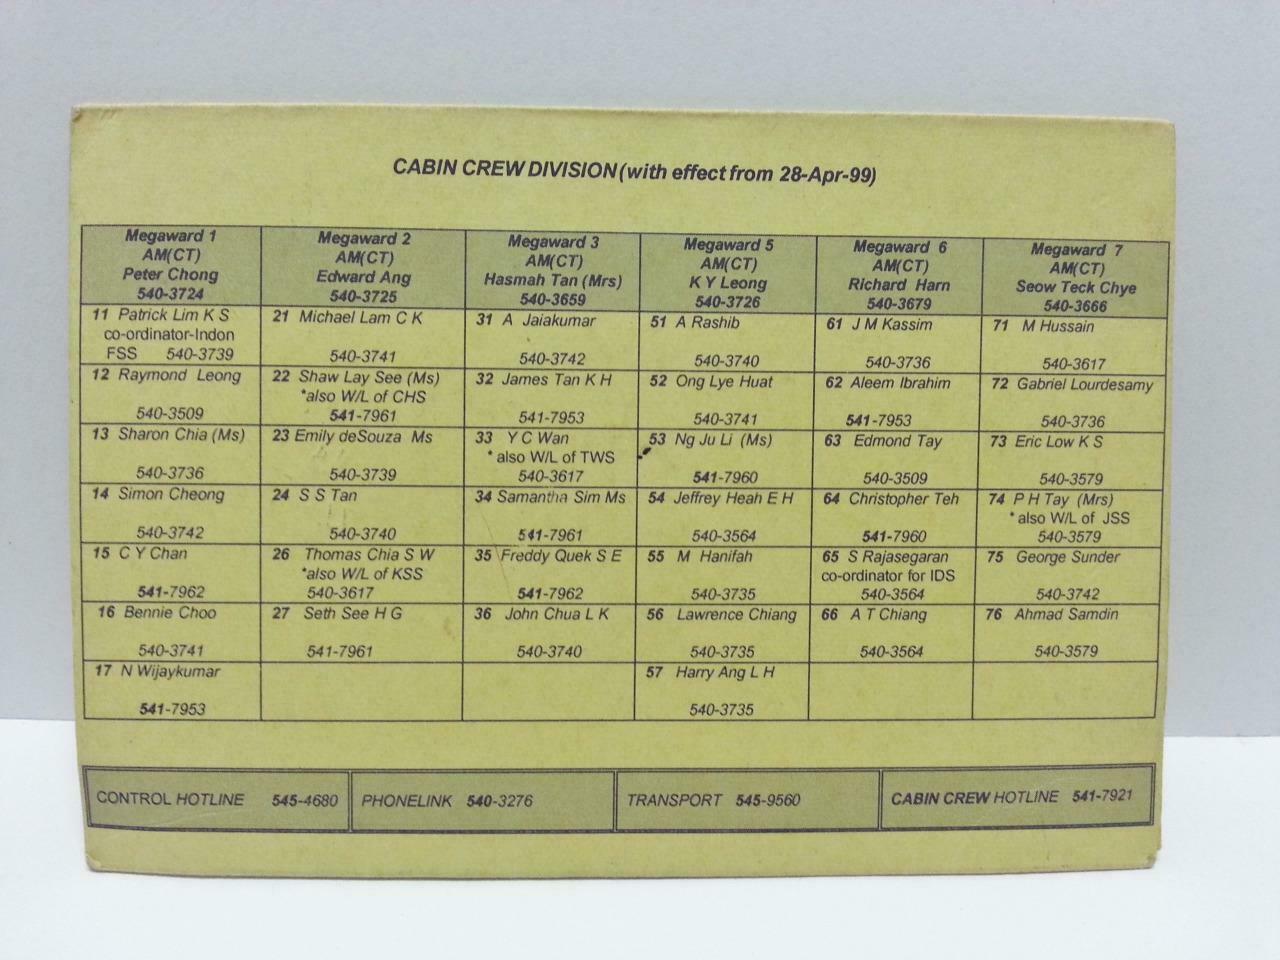 CABIN CREW DIVISION (with effect from 28-Apr-99)
Megaward 1
AM(CT)
Peter Chong
540-3724
Megaward 2
AM(CT)
Edward Ang
540-3725
Megaward 3
AM(CT)
Hasmah Tan (Mrs)
540-3659
Megaward 5
AM(CT)
K Y Leong
540-3726
Megaward 6
AM(CT)
Richard Harn
540-3679
Megaward 7
AM(CT)
Seow Teck Chye
540-3666
11 Patrick Lim K S
co-ordinator-Indon
FSS 540-3739
21 Michael Lam C K
540-3741
31 A Jaiakumar
540-3742
51 A Rashib
540-3740
61 J M Kassim
540-3736
71 M Hussain
540-3617
12 Raymond Leong
540-3509
22 Shaw Lay See (Ms)
*also W/L of CHS
541-7961
32 James Tan K H
541-7953
52 Ong Lye Huat
540-3741
62 Aleem Ibrahim
541-7953
72 Gabriel Lourdesamy
540-3736
13 Sharon Chia (Ms)
540-3736
23 Emily deSouza Ms
540-3739
33 Y C Wan
* also W/L of TWS
540-3617
53 Ng Ju Li (Ms)
541-7960
63 Edmond Tay
540-3509
73 Eric Low K S
540-3579
14 Simon Cheong
540-3742
24 S S Tan
540-3740
34 Samantha Sim Ms
541-7961
54 Jeffrey Heah E H
540-3564
64 Christopher Teh
541-7960
74 P H Tay (Mrs)
* also W/L of JSS
540-3579
15 C Y Chan
541-7962
26 Thomas Chia S W
*also W/L of KSS
540-3617
35 Freddy Quek S E
541-7962
55 M Hanifah
540-3735
65 S Rajasegaran
co-ordinator for IDS
540-3564
75 George Sunder
540-3742
16 Bennie Choo
540-3741
27 Seth See H G
541-7961
36 John Chua L K
540-3740
56 Lawrence Chiang
540-3735
66 A T Chiang
540-3564
76 Ahmad Samdin
540-3579
17 N Wijaykumar
541-7953
57 Harry Ang L H
540-3735
CONTROL HOTLINE 545-4680
PHONELINK 540-3276
TRANSPORT 545-9560
CABIN CREW HOTLINE 541-7921